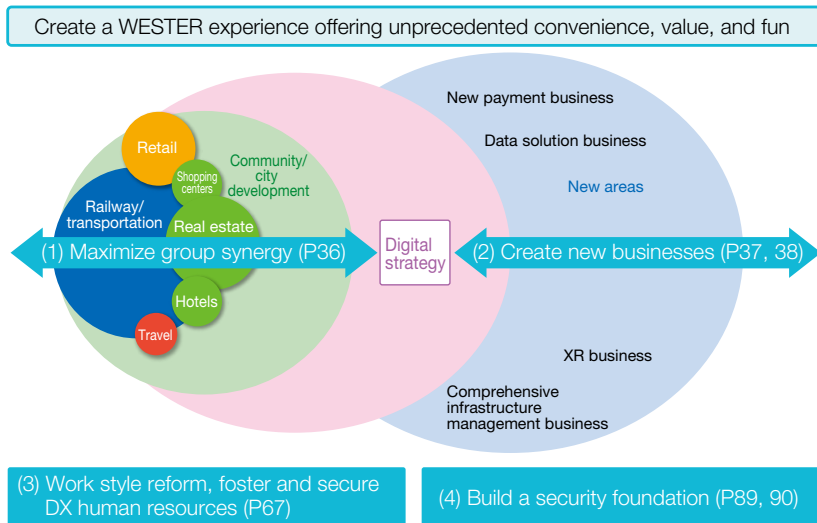 Create a WESTER experience offering unprecedented convenience, value, and fun
New payment business
Data solution business
New areas
Retail
Shopping
centers
Community/
city
development
Railway/
transportation
Real estate
(1) Maximize group synergy (P36)
Digital
strategy
(2) Create new businesses (P37, 38)
Hotels
Travel
XR business
Comprehensive
infrastructure
management business
(3) Work style reform, foster and secure
DX human resources (P67)
(4) Build a security foundation (P89, 90)